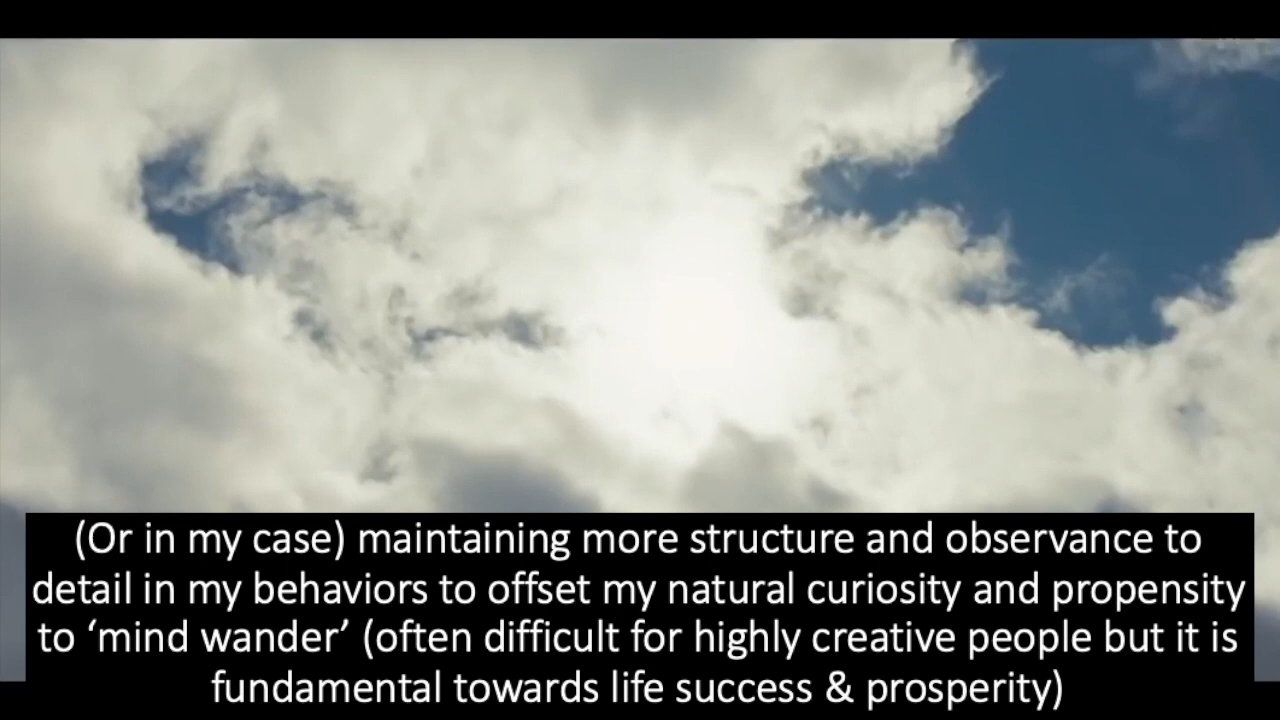 (Or in my case) maintaining more structure and observance to
detail in my behaviors to offset my natural curiosity and propensity
to ‘mind wander’ (often difficult for highly creative people but it is
fundamental towards life success & prosperity)